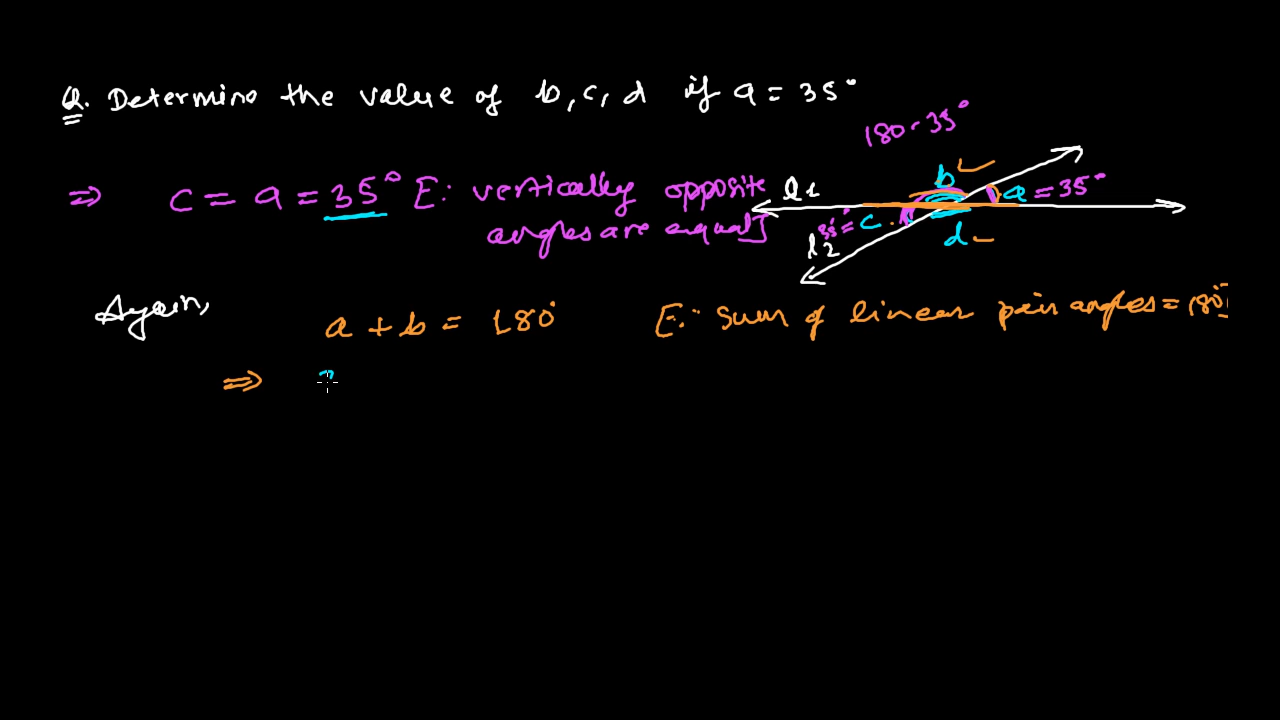 Q. Determine the value of b, c, d if a = 35°
180-35°
b
l1
a = 35°
⇒ c = a = 35° [∵ vertically opposite
angles are equal]
35°= c
d
l2
Again,
a + b = 180° [∵ sum of linear pair angles = 180°]
⇒